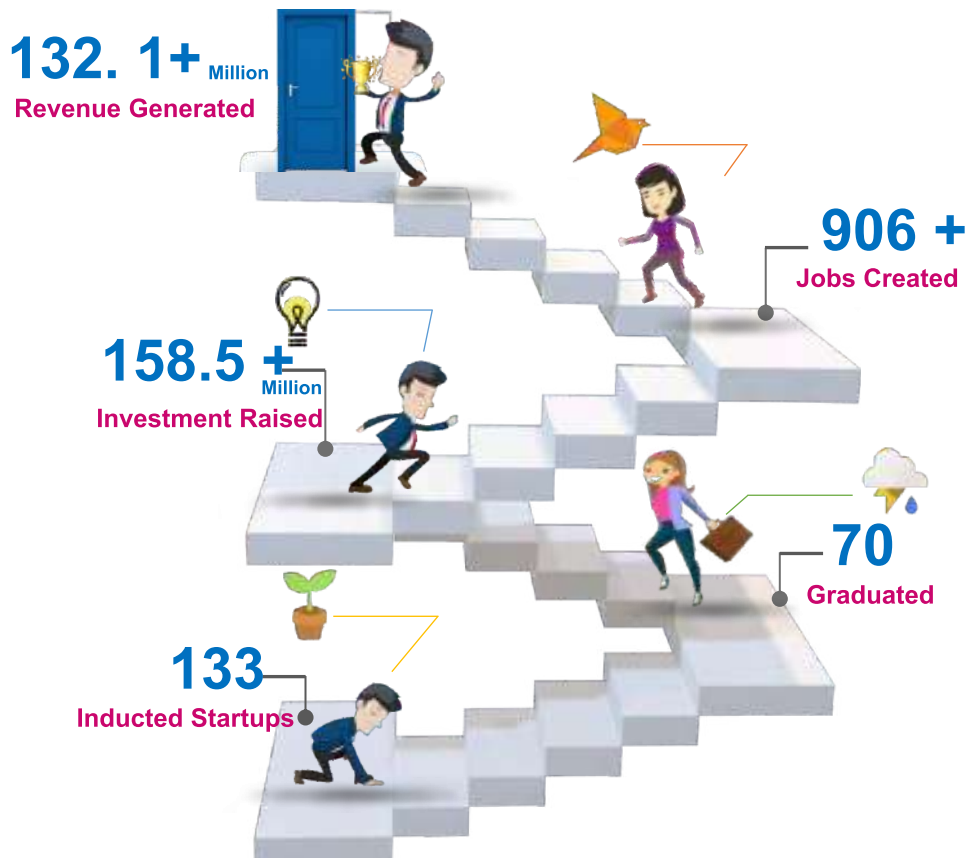 132. 1+ Million
Revenue Generated
906 +
Jobs Created
158.5 +
Million
Investment Raised
70
Graduated
133
Inducted Startups